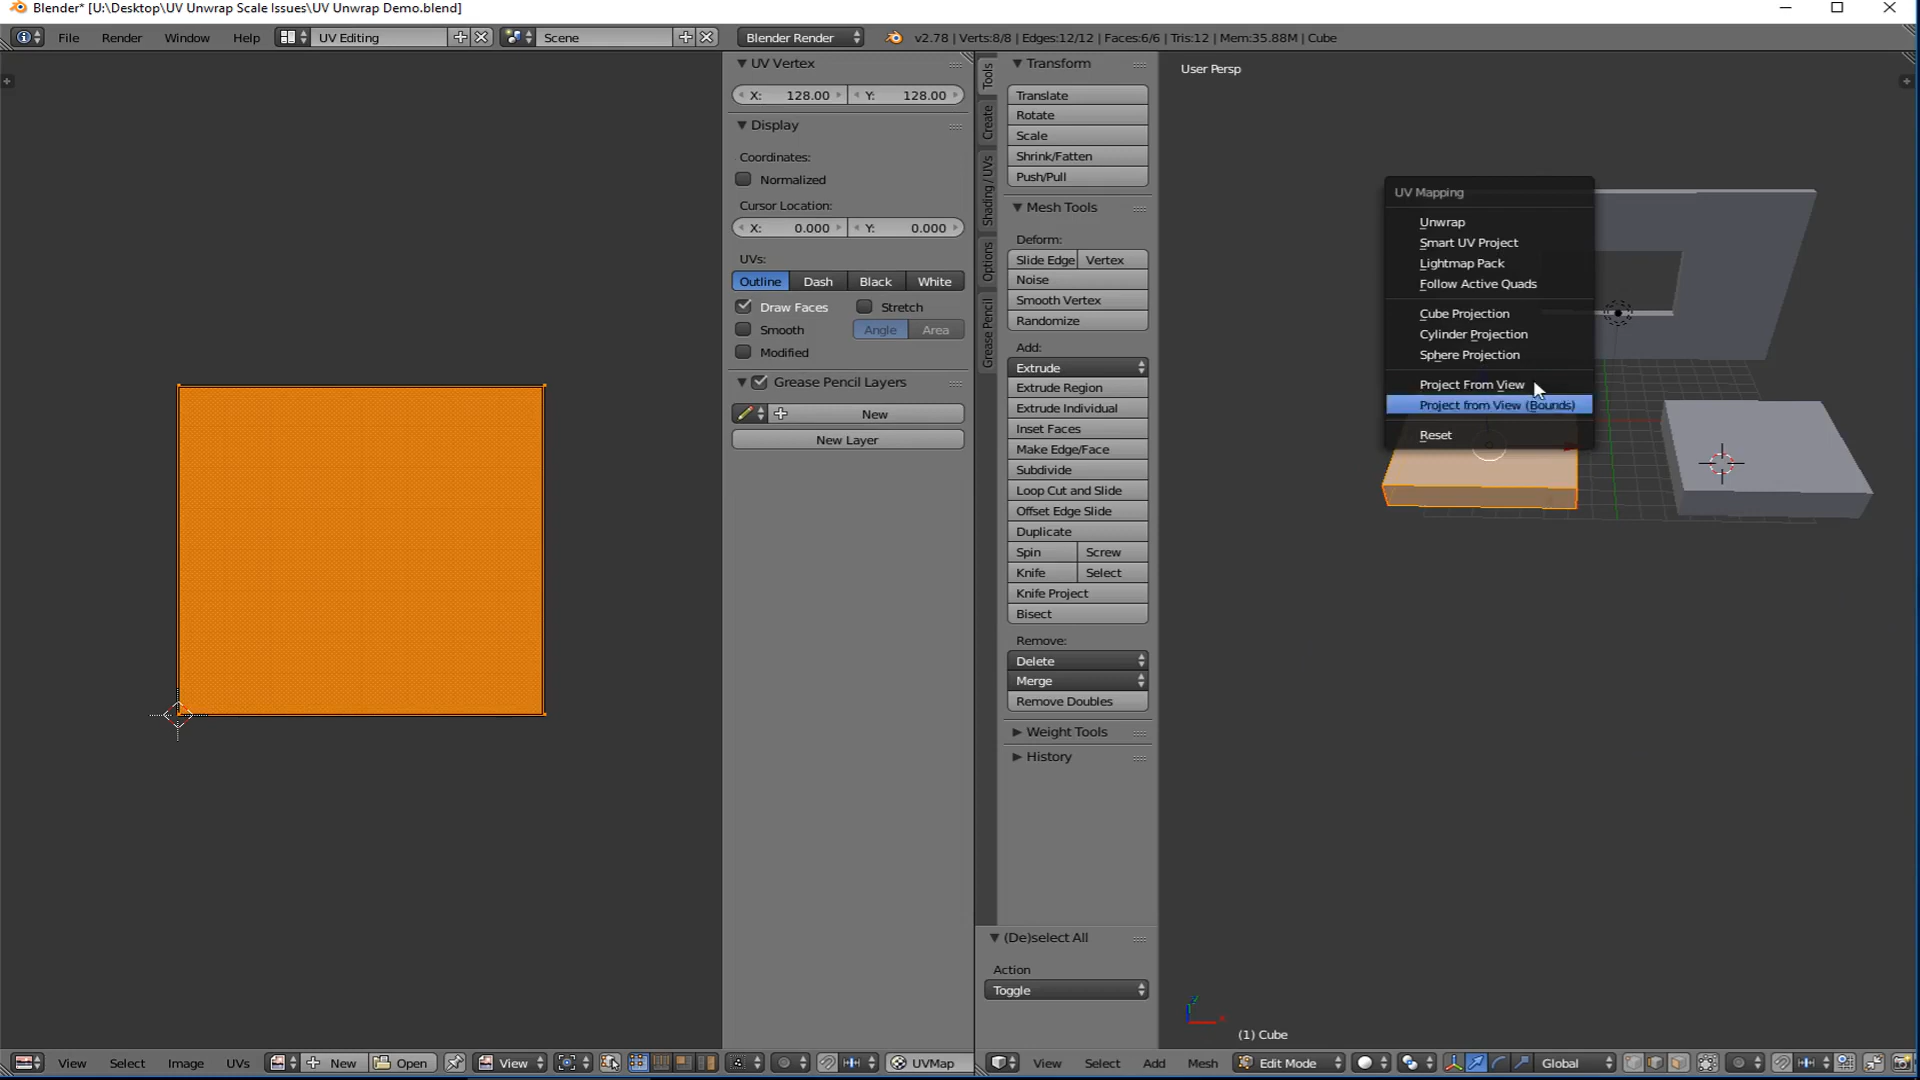 Blender* [U:\Desktop\UV Unwrap Scale Issues\UV Unwrap Demo.blend]
File Render Window Help UV Editing Scene Blender Render v2.78 | Verts:8/8 | Edges:12/12 | Faces:6/6 | Tris:12 | Mem:35.88M | Cube
UV Vertex
X: 128.00 Y: 128.00
Display
Coordinates:
Normalized
Cursor Location:
X: 0.000 Y: 0.000
UVs:
Outline Dash Black White
Draw Faces Stretch
Smooth Angle Area
Modified
Grease Pencil Layers
New
New Layer
Tools
Create
Shading / UVs
Options
Grease Pencil
Transform
Translate
Rotate
Scale
Shrink/Fatten
Push/Pull
Mesh Tools
Deform:
Slide Edge Vertex
Noise
Smooth Vertex
Randomize
Add:
Extrude
Extrude Region
Extrude Individual
Inset Faces
Make Edge/Face
Subdivide
Loop Cut and Slide
Offset Edge Slide
Duplicate
Spin Screw
Knife Select
Knife Project
Bisect
Remove:
Delete
Merge
Remove Doubles
Weight Tools
History
(De)select All
Action
Toggle
User Persp
UV Mapping
Unwrap
Smart UV Project
Lightmap Pack
Follow Active Quads
Cube Projection
Cylinder Projection
Sphere Projection
Project From View
Project from View (Bounds)
Reset
(1) Cube
View Select Image UVs New Open View UVMap
View Select Add Mesh Edit Mode Global